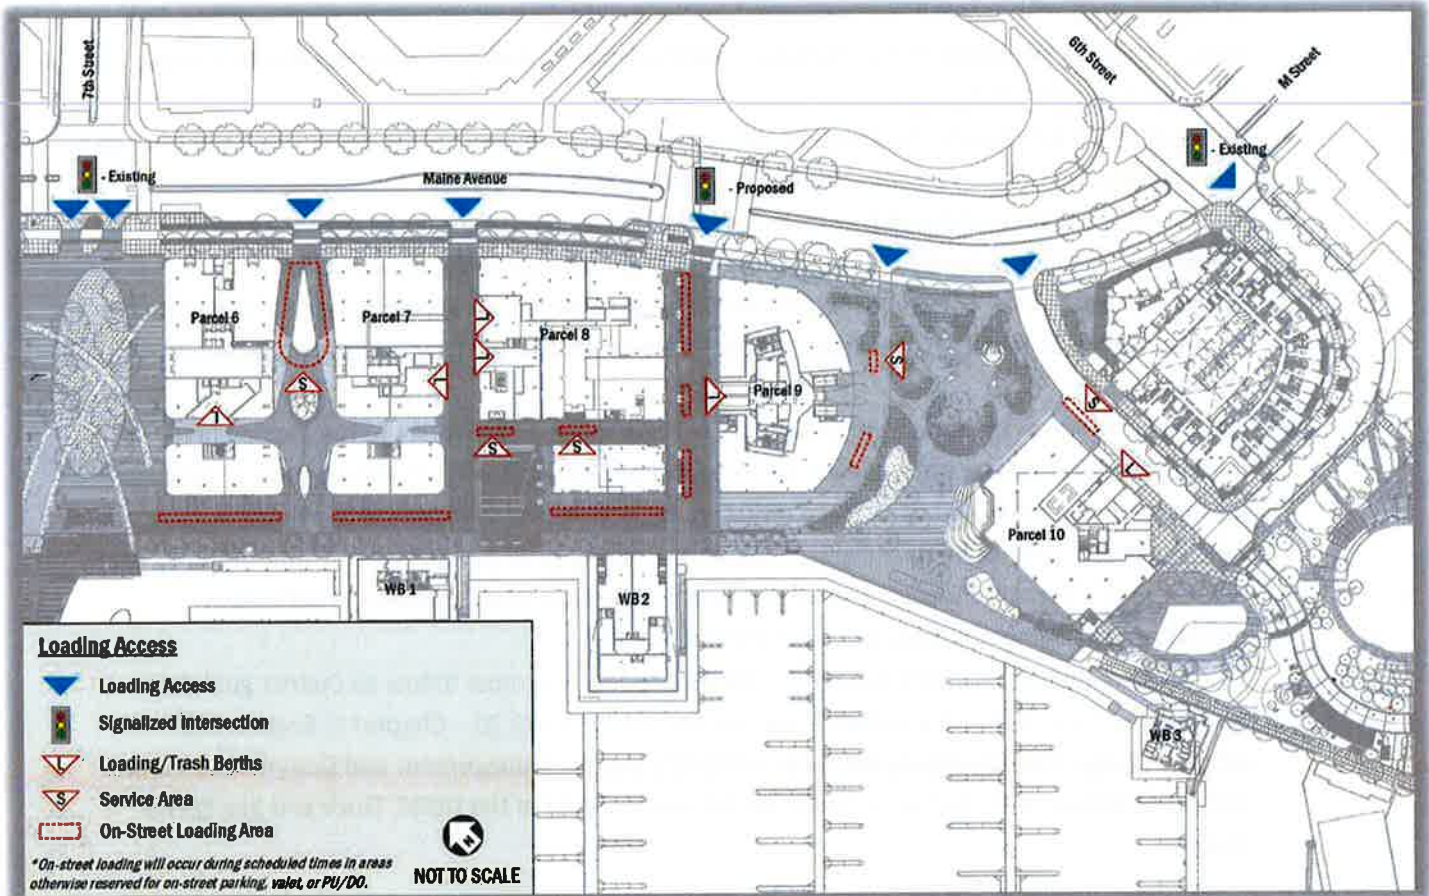 7th Street
6th Street
M Street
- Existing
- Existing
Maine Avenue
- Proposed
Parcel 6
Parcel 7
Parcel 8
Parcel 9
Parcel 10
L
L
L
L
L
L
S
S
S
S
S
WB 1
WB 2
WB 3
Loading Access
Loading Access
Signalized Intersection
L Loading/Trash Berths
S Service Area
On-Street Loading Area
*On-street loading will occur during scheduled times in areas
otherwise reserved for on-street parking, valet, or PU/DO.
N
NOT TO SCALE